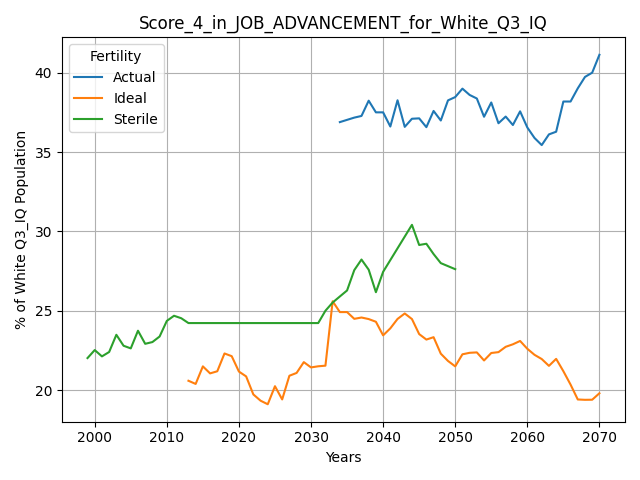 Score_4_in_JOB_ADVANCEMENT_for_White_Q3_IQ
Fertility
Actual
Ideal
Sterile
% of White Q3_IQ Population
40
35
30
25
20
2000 2010 2020 2030 2040 2050 2060 2070
Years